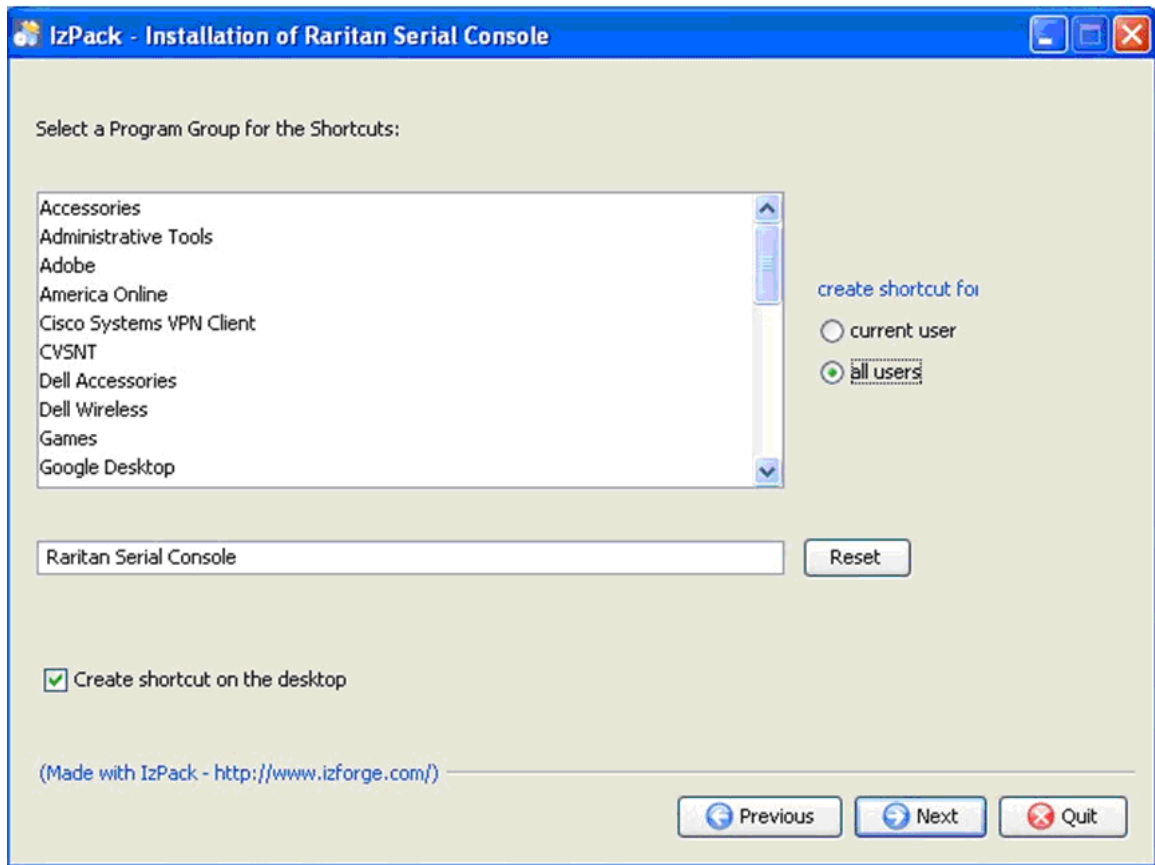 IzPack - Installation of Raritan Serial Console
Select a Program Group for the Shortcuts:
Accessories
Administrative Tools
Adobe
America Online
Cisco Systems VPN Client
CVSNT
Dell Accessories
Dell Wireless
Games
Google Desktop
create shortcut for
current user
all users
Raritan Serial Console
Reset
Create shortcut on the desktop
(Made with IzPack - http://www.izforge.com/)
Previous
Next
Quit